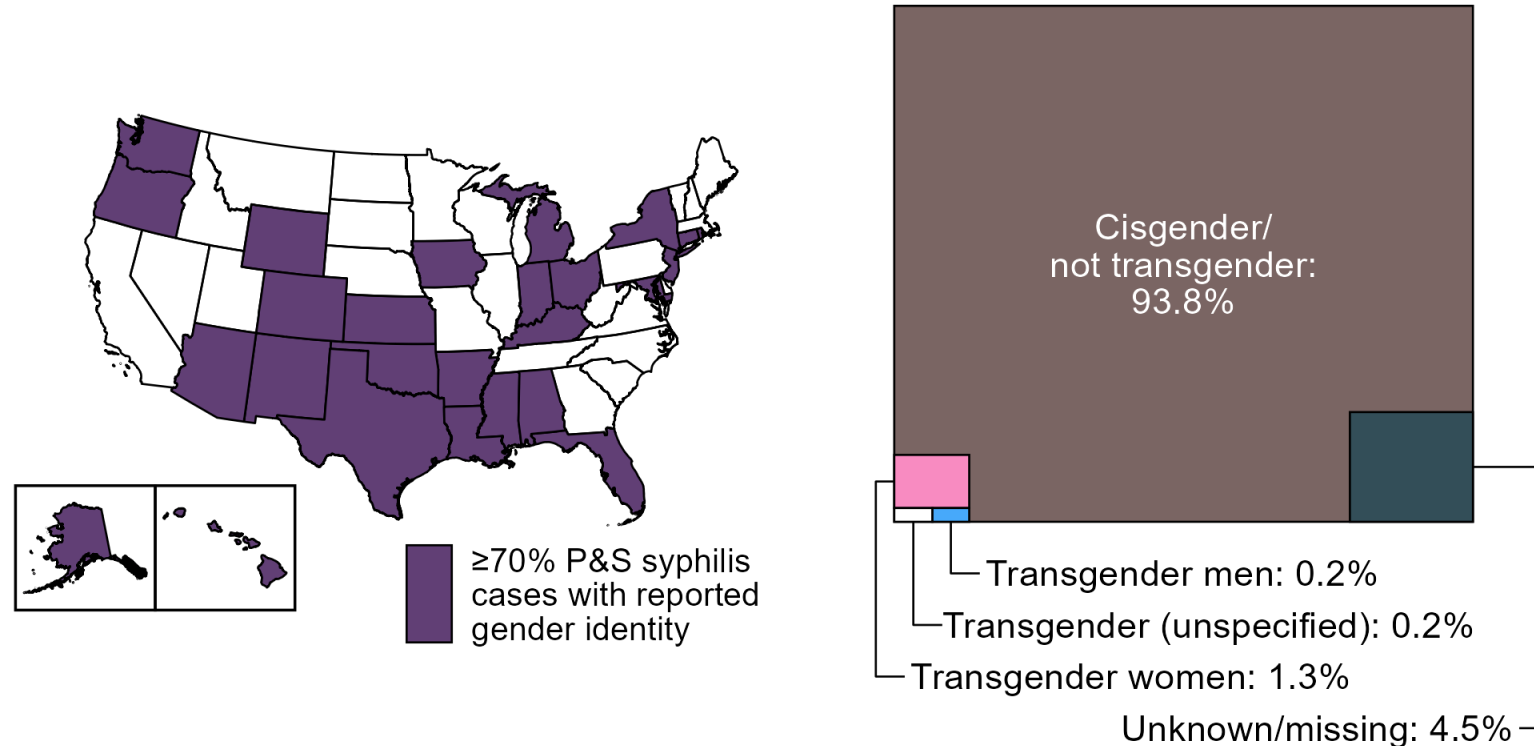 ≥70% P&S syphilis
cases with reported
gender identity
Cisgender/
not transgender:
93.8%
Transgender men: 0.2%
Transgender (unspecified): 0.2%
Transgender women: 1.3%
Unknown/missing: 4.5%